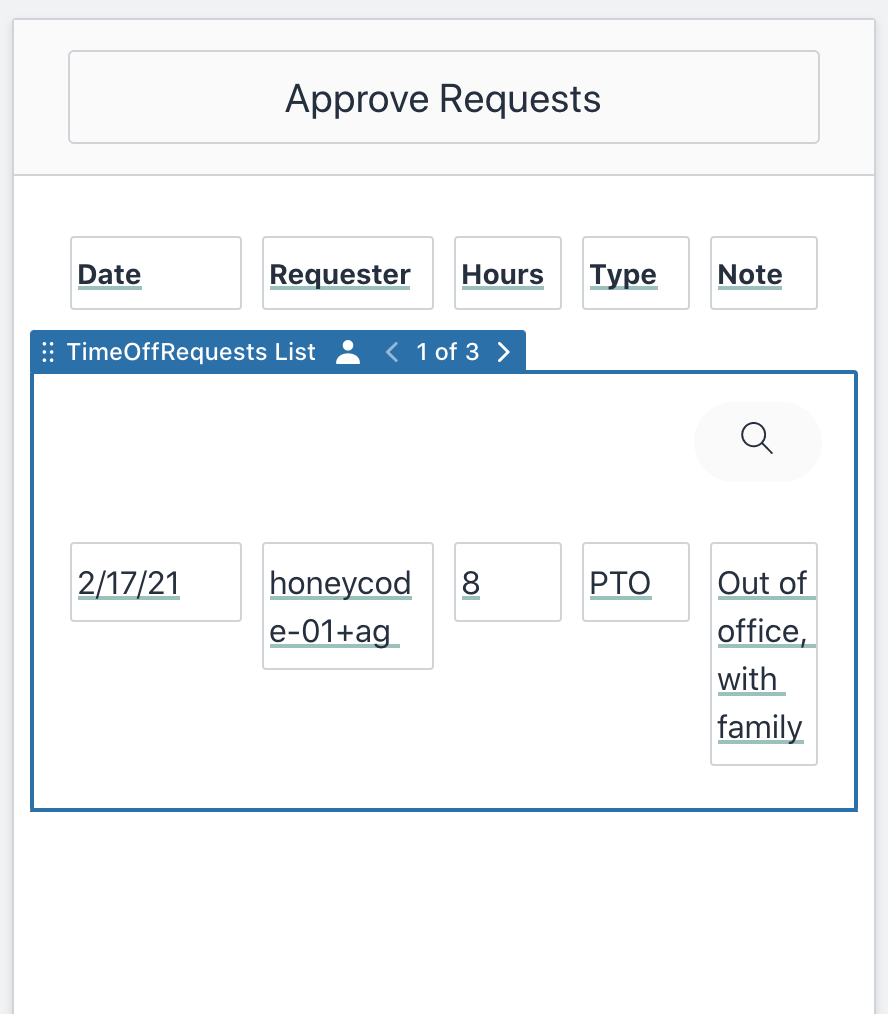 Approve Requests
Date Requester Hours Type Note
TimeOffRequests List 1 of 3
2/17/21 honeycod 8 PTO Out of
e-01+ag office,
with
family